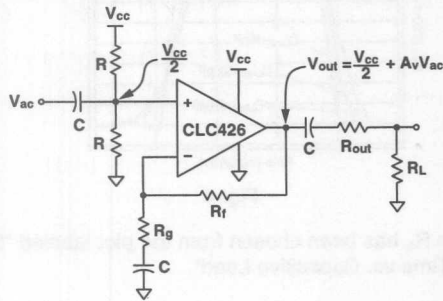 Vcc
R
Vcc
2
Vcc
Vout = Vcc/2 + AvVac
Vac
C
+
CLC426
−
R
C
Rout
RL
Rf
Rg
C